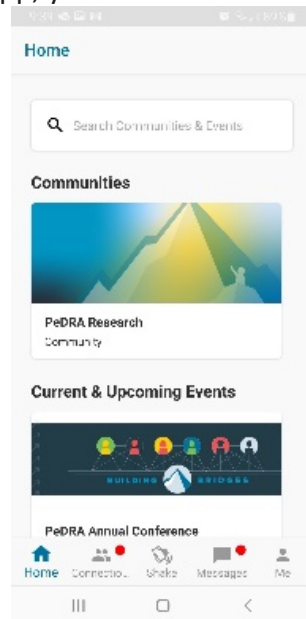 Home
Search Communities & Events
Communities
PeDRA Research
Community
Current & Upcoming Events
BUILDING BRIDGES
PeDRA Annual Conference
Home Connectio... Shake Messages Me